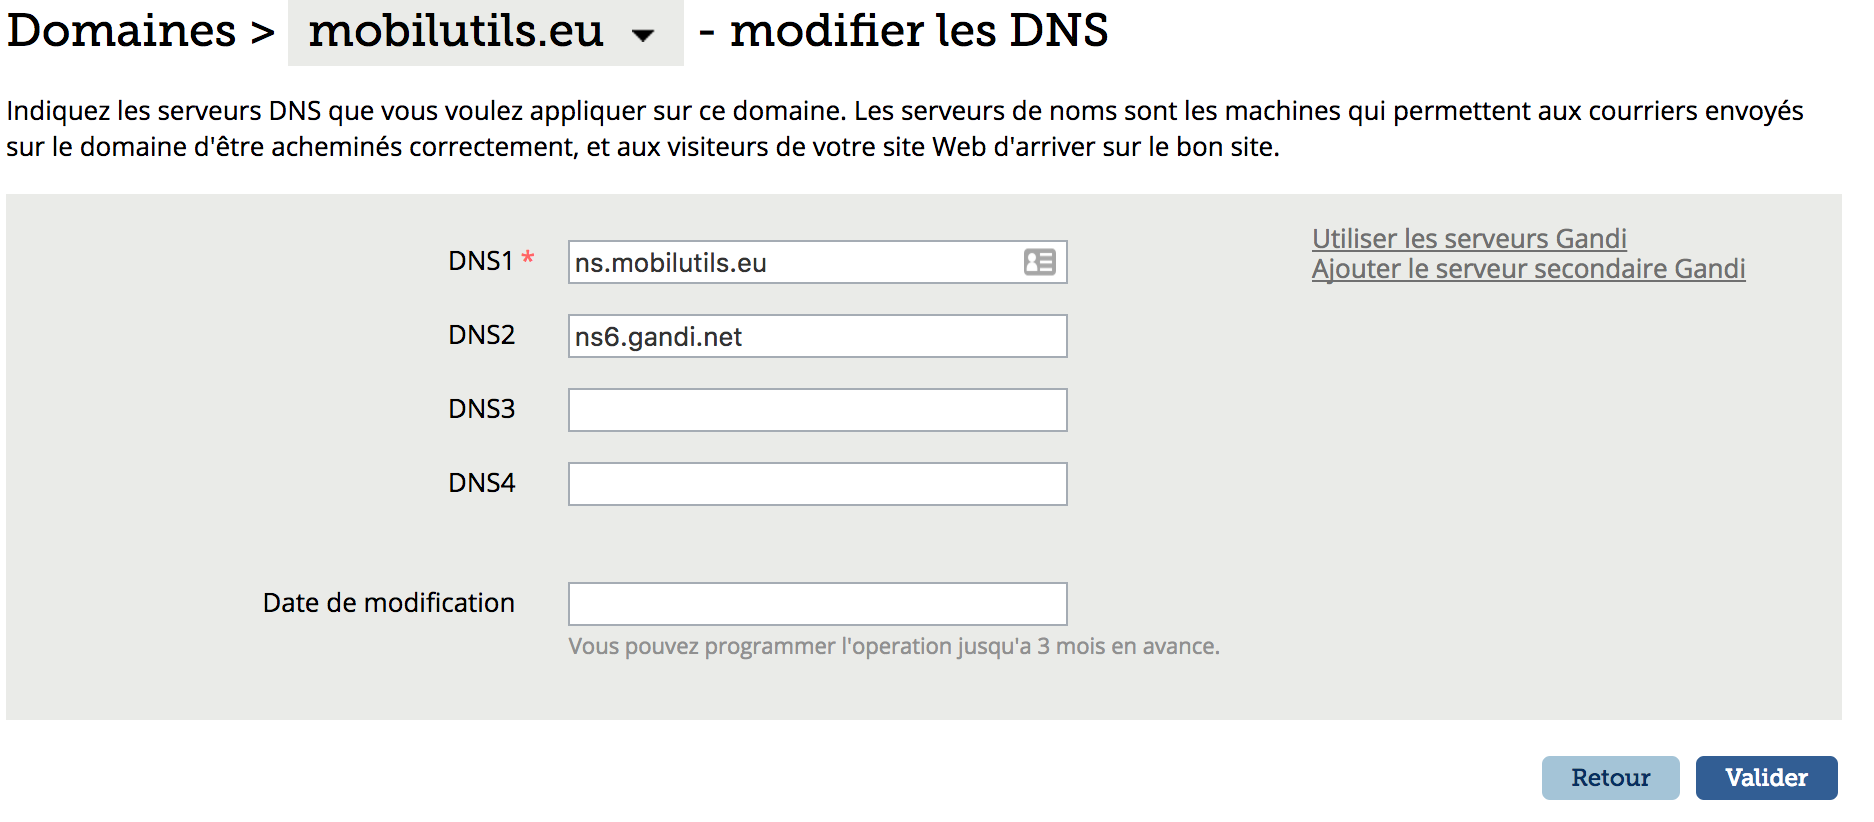 Domaines > mobilutils.eu - modifier les DNS
Indiquez les serveurs DNS que vous voulez appliquer sur ce domaine. Les serveurs de noms sont les machines qui permettent aux courriers envoyés
sur le domaine d'être acheminés correctement, et aux visiteurs de votre site Web d'arriver sur le bon site.
DNS1 * ns.mobilutils.eu
Utiliser les serveurs Gandi
Ajouter le serveur secondaire Gandi
DNS2 ns6.gandi.net
DNS3
DNS4
Date de modification
Vous pouvez programmer l'operation jusqu'a 3 mois en avance.
Retour Valider